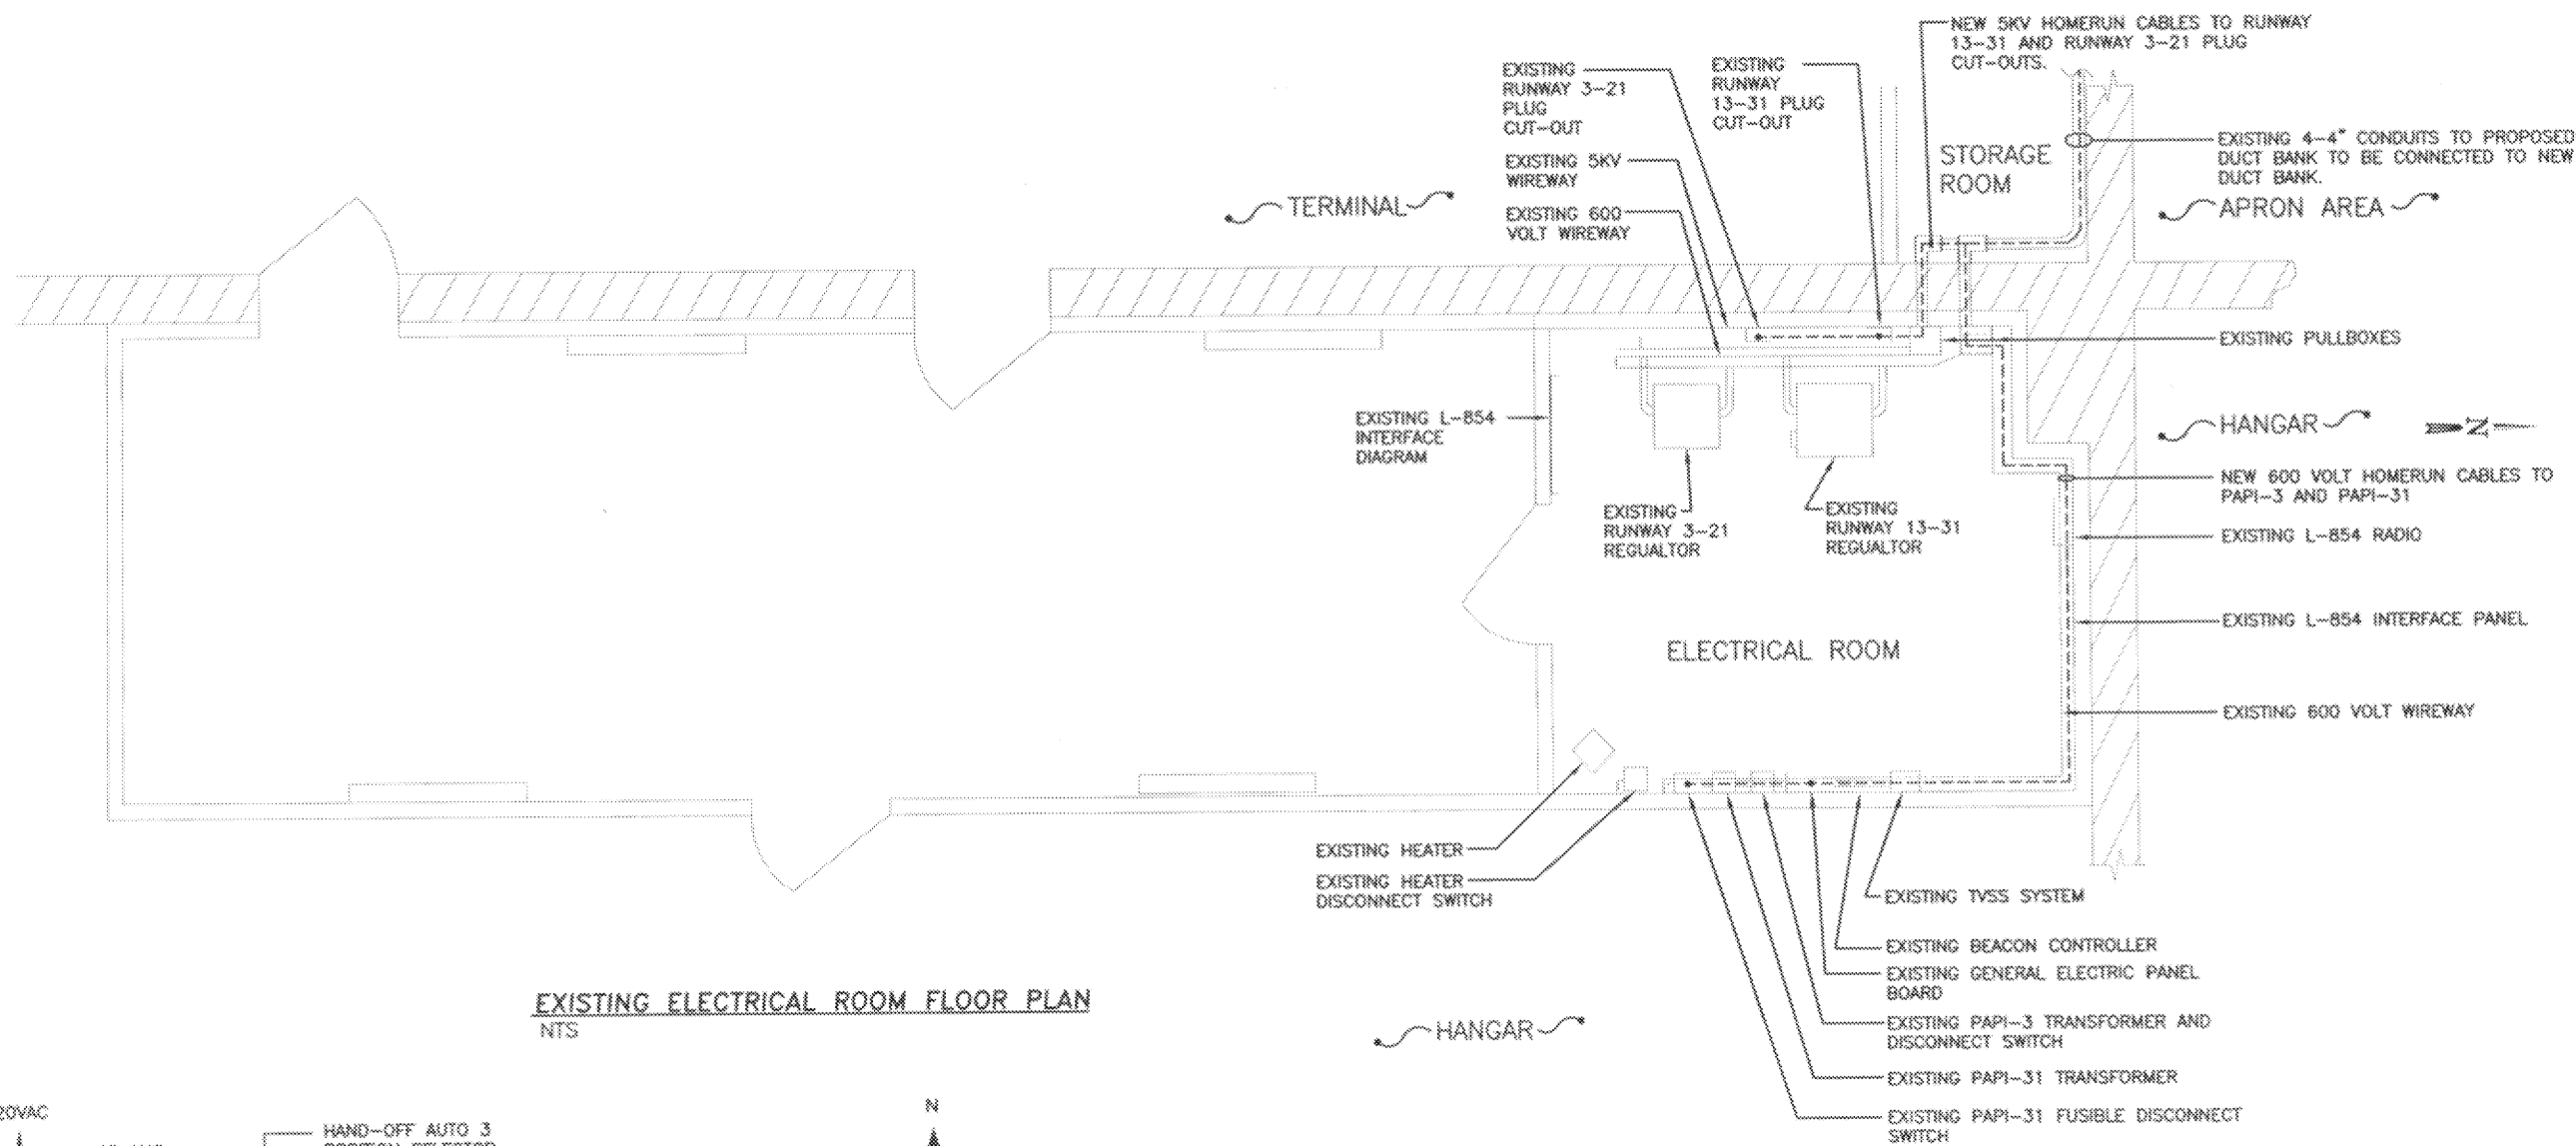 NEW 5KV HOMERUN CABLES TO RUNWAY
13-31 AND RUNWAY 3-21 PLUG
CUT-OUTS.
EXISTING
RUNWAY 3-21
PLUG
CUT-OUT
EXISTING
RUNWAY
13-31 PLUG
CUT-OUT
EXISTING 5KV
WIREWAY
EXISTING 600
VOLT WIREWAY
TERMINAL
STORAGE
ROOM
EXISTING 4-4" CONDUITS TO PROPOSED
DUCT BANK TO BE CONNECTED TO NEW
DUCT BANK.
APRON AREA
EXISTING PULLBOXES
HANGAR
N
NEW 600 VOLT HOMERUN CABLES TO
PAPI-3 AND PAPI-31
EXISTING L-854 RADIO
EXISTING L-854 INTERFACE PANEL
EXISTING 600 VOLT WIREWAY
EXISTING L-854
INTERFACE
DIAGRAM
EXISTING
RUNWAY 3-21
REGUALTOR
EXISTING
RUNWAY 13-31
REGUALTOR
ELECTRICAL ROOM
EXISTING HEATER
EXISTING HEATER
DISCONNECT SWITCH
EXISTING TVSS SYSTEM
EXISTING BEACON CONTROLLER
EXISTING GENERAL ELECTRIC PANEL
BOARD
EXISTING PAPI-3 TRANSFORMER AND
DISCONNECT SWITCH
EXISTING PAPI-31 TRANSFORMER
EXISTING PAPI-31 FUSIBLE DISCONNECT
SWITCH
EXISTING ELECTRICAL ROOM FLOOR PLAN
NTS
HANGAR
20VAC
HAND-OFF AUTO 3
N